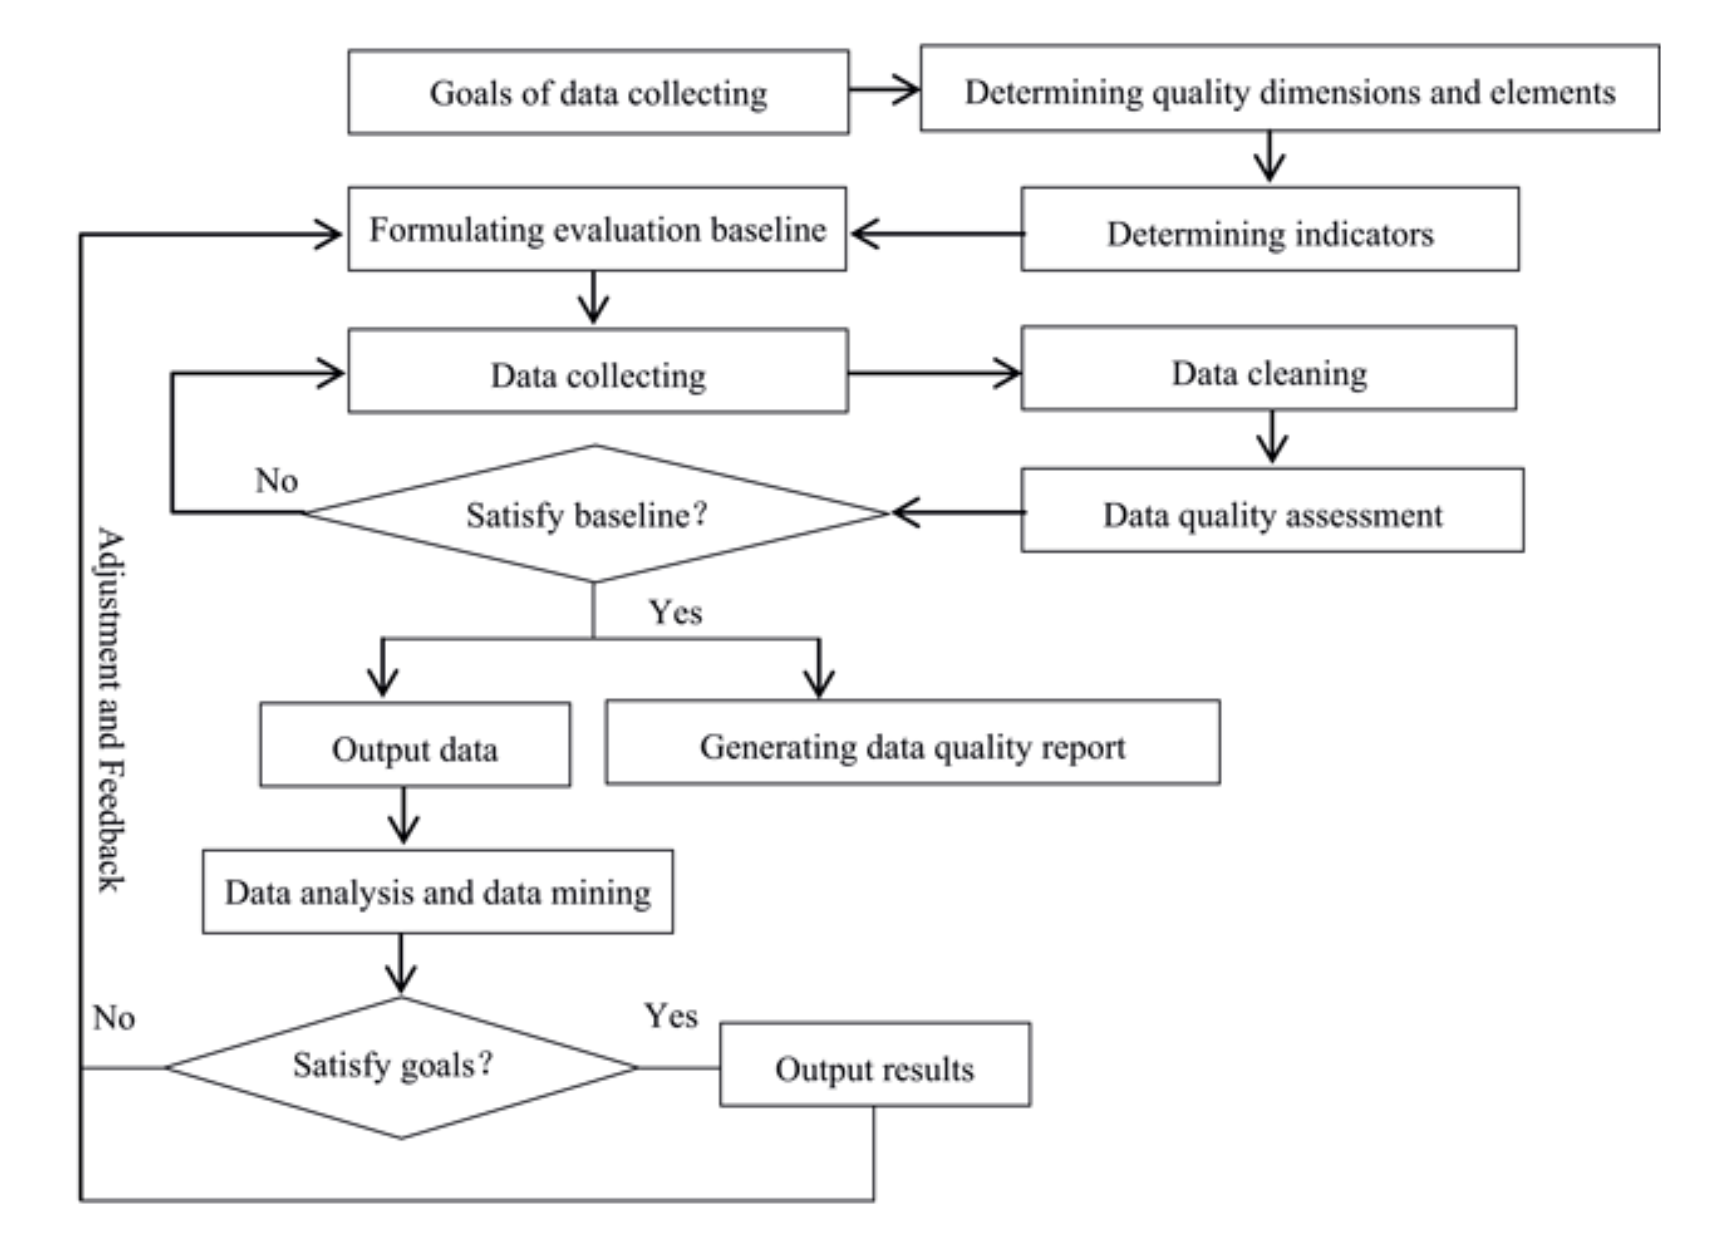 Goals of data collecting
Determining quality dimensions and elements
Formulating evaluation baseline
Determining indicators
Data collecting
Data cleaning
No
Satisfy baseline?
Data quality assessment
Adjustment and Feedback
Yes
Output data
Generating data quality report
Data analysis and data mining
No
Satisfy goals?
Yes
Output results